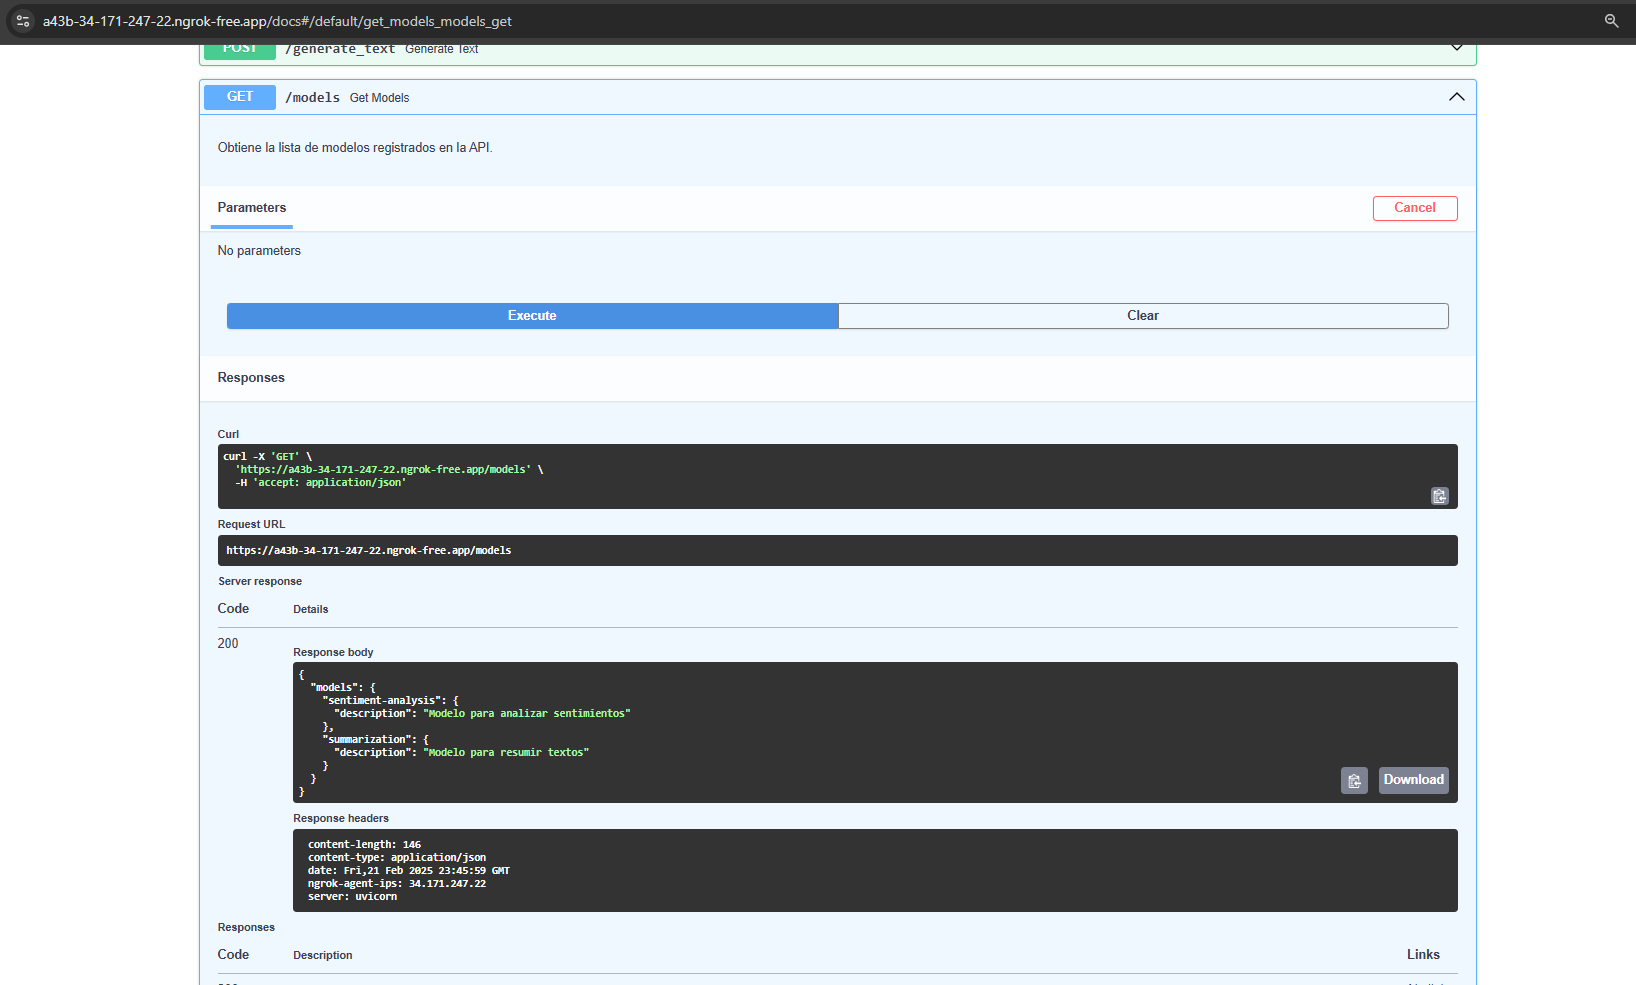 a43b-34-171-247-22.ngrok-free.app/docs#/default/get_models_models_get
POST /generate_text Generate Text
GET /models Get Models
Obtiene la lista de modelos registrados en la API.
Parameters
Cancel
No parameters
Execute
Clear
Responses
Curl
curl -X 'GET' \
'https://a43b-34-171-247-22.ngrok-free.app/models' \
-H 'accept: application/json'
Request URL
https://a43b-34-171-247-22.ngrok-free.app/models
Server response
Code Details
200
Response body
{
"models": {
"sentiment-analysis": {
"description": "Modelo para analizar sentimientos"
},
"summarization": {
"description": "Modelo para resumir textos"
}
}
}
Download
Response headers
content-length: 146
content-type: application/json
date: Fri,21 Feb 2025 23:45:59 GMT
ngrok-agent-ips: 34.171.247.22
server: uvicorn
Responses
Code Description Links